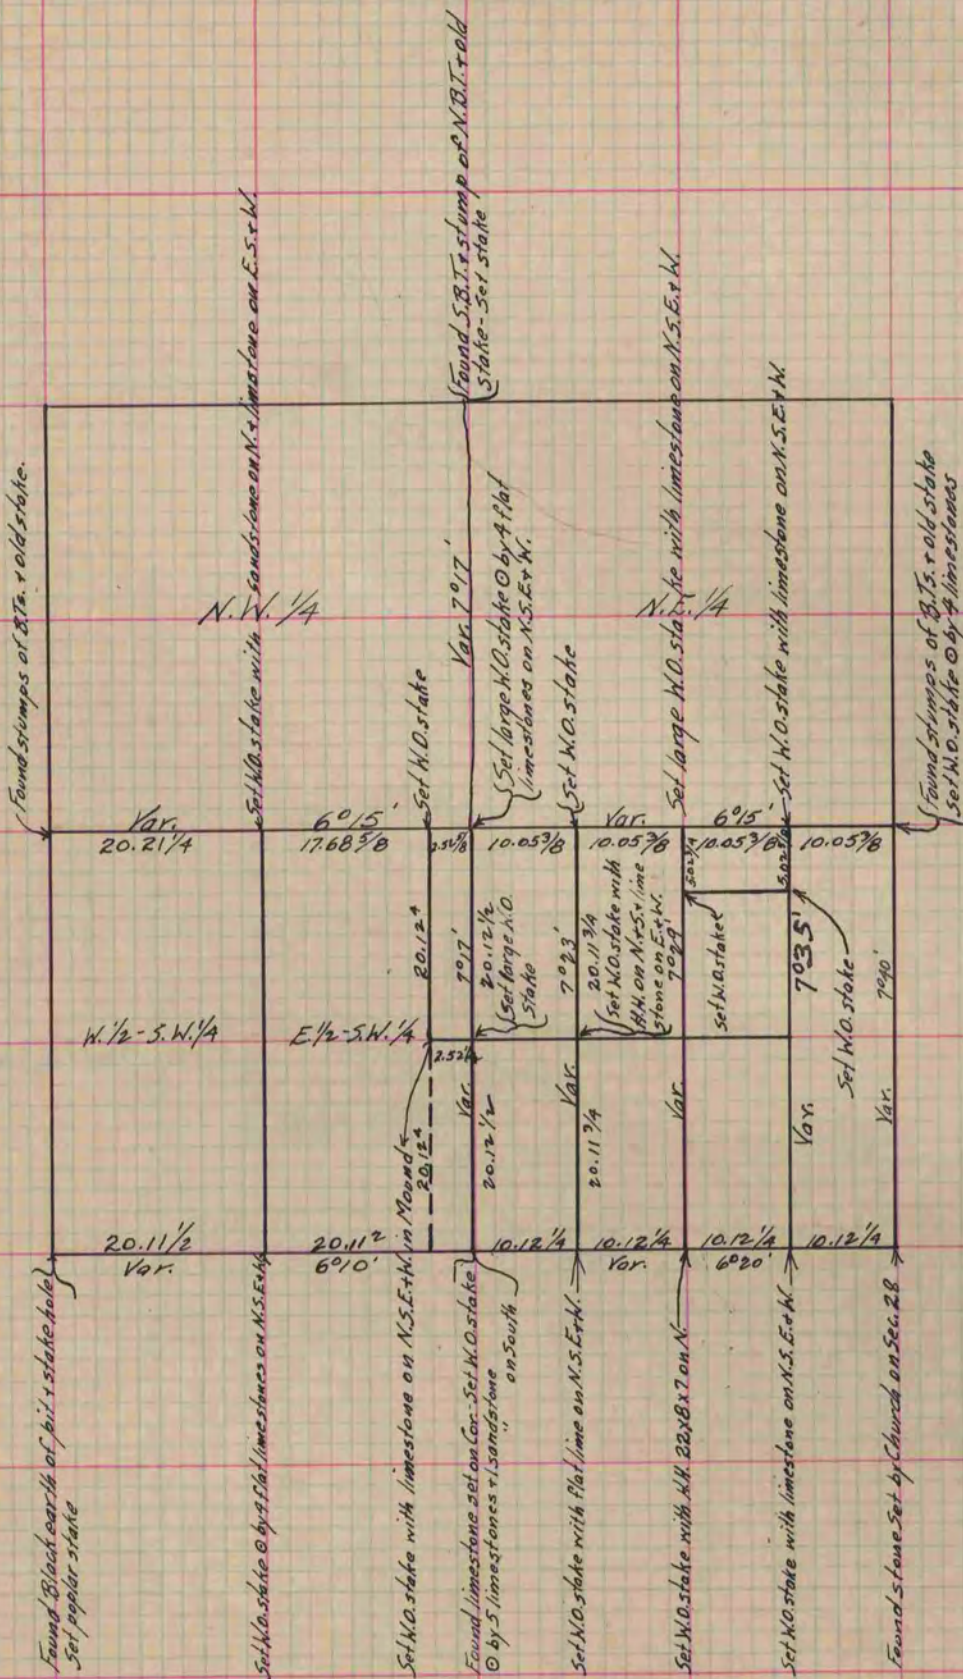 Found stumps of B.Ts. + old stake.
Set W.O. stake with sandstone on N. + limestone on E.S. + W.
N.W. 1/4
Set W.O. stake
Found S.B.T. + stump of N.B.T. + old
stake - Set stake
Var. 7°17'
Set large W.O. stake ⊙ by 4 flat
limestones on N.S.E. + W.
Set W.O. stake
N.E. 1/4
Set large W.O. stake with limestone on N.S.E. + W.
Set W.O. stake with limestone on N.S.E. + W.
Found stumps of B.Ts. + old stake
Set W.O. stake ⊙ by 4 limestones
Var. 6°15' Var. 6°15'
20.21 1/4 17.68 5/8 10.05 3/8 10.05 3/8 10.05 3/8 10.05 3/8
5.02 3/4
20.12 4
7°17'
20.12 1/2
Set large W.O.
stake
7°23'
20.11 3/4
Set W.O. stake with
H.H. on N. + S. + lime
stone on E. + W.
7°29'
Set W.O. stakes
7°35'
Set W.O. stake
7°40'
W. 1/2 - S.W. 1/4
E. 1/2 - S.W. 1/4
20.12 4
Var.
20.12 1/2
Var.
20.11 3/4
Var.
Var.
Var.
20.11 1/2 20.11 2 10.12 1/4 10.12 1/4 10.12 1/4 10.12 1/4
Var. 6°10' Var. 6°20'
Found Black earth of pit + stake hole
Set poplar stake
Set W.O. stake ⊙ by 4 flat limestones on N.S.E. + W.
Set W.O. stake with limestone on N.S.E. + W. in Mound
Found limestone set on Cor. - Set W.O. stake
⊙ by 5 limestones + 1 sandstone
" on South
Set W.O. stake with flat lime on N.S.E. + W.
Set W.O. stake with H.H. 22x8x7 on N.
Set W.O. stake with limestone on N.S.E. + W.
Found stone Set by Church on Sec. 28